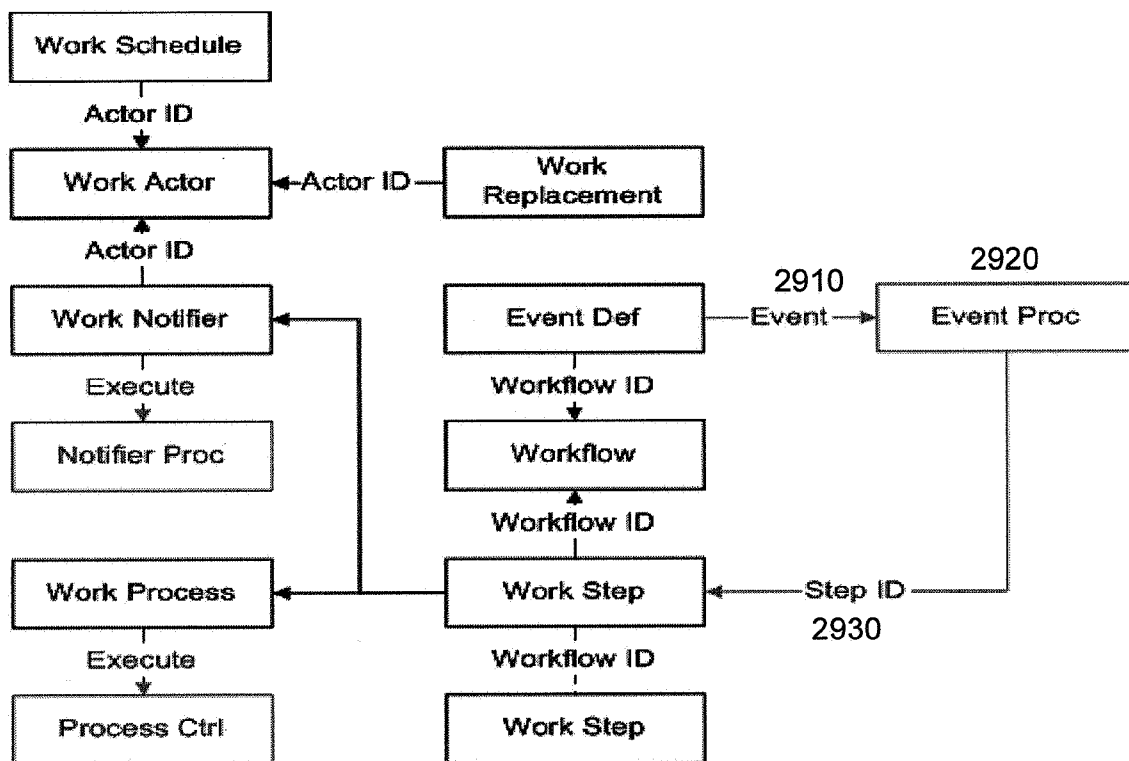 Work Schedule
Actor ID
Work Actor
Actor ID
Work
Replacement
Actor ID
Work Notifier
Event Def
2910
Event
2920
Event Proc
Execute
Workflow ID
Notifier Proc
Workflow
Workflow ID
Work Process
Work Step
Step ID
2930
Execute
Workflow ID
Process Ctrl
Work Step